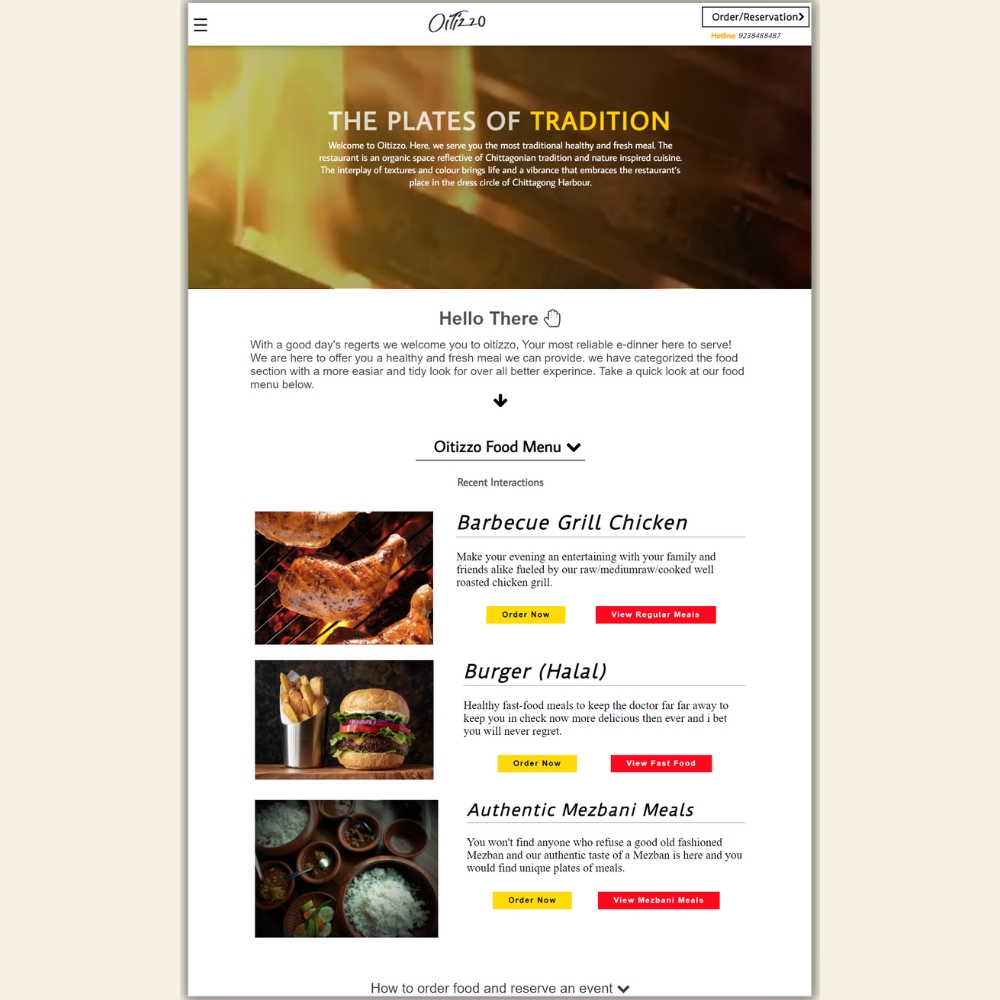 Oitizzo
Order/Reservation
Hotline: 9238488487
THE PLATES OF TRADITION
Welcome to Oitizzo. Here, we serve you the most traditional healthy and fresh meal. The
restaurant is an organic space reflective of Chittagonian tradition and nature inspired cuisine.
The interplay of textures and colour brings life and a vibrance that embraces the restaurant's
place in the dress circle of Chittagong Harbour.
Hello There
With a good day's regerts we welcome you to oitizzo, Your most reliable e-dinner here to serve!
We are here to offer you a healthy and fresh meal we can provide. we have categorized the food
section with a more easiar and tidy look for over all better experince. Take a quick look at our food
menu below.
Oitizzo Food Menu
Recent Interactions
Barbecue Grill Chicken
Make your evening an entertaining with your family and
friends alike fueled by our raw/mediumraw/cooked well
roasted chicken grill.
Order Now View Regular Meals
Burger (Halal)
Healthy fast-food meals to keep the doctor far far away to
keep you in check now more delicious then ever and i bet
you will never regret.
Order Now View Fast Food
Authentic Mezbani Meals
You won't find anyone who refuse a good old fashioned
Mezban and our authentic taste of a Mezban is here and you
would find unique plates of meals.
Order Now View Mezbani Meals
How to order food and reserve an event